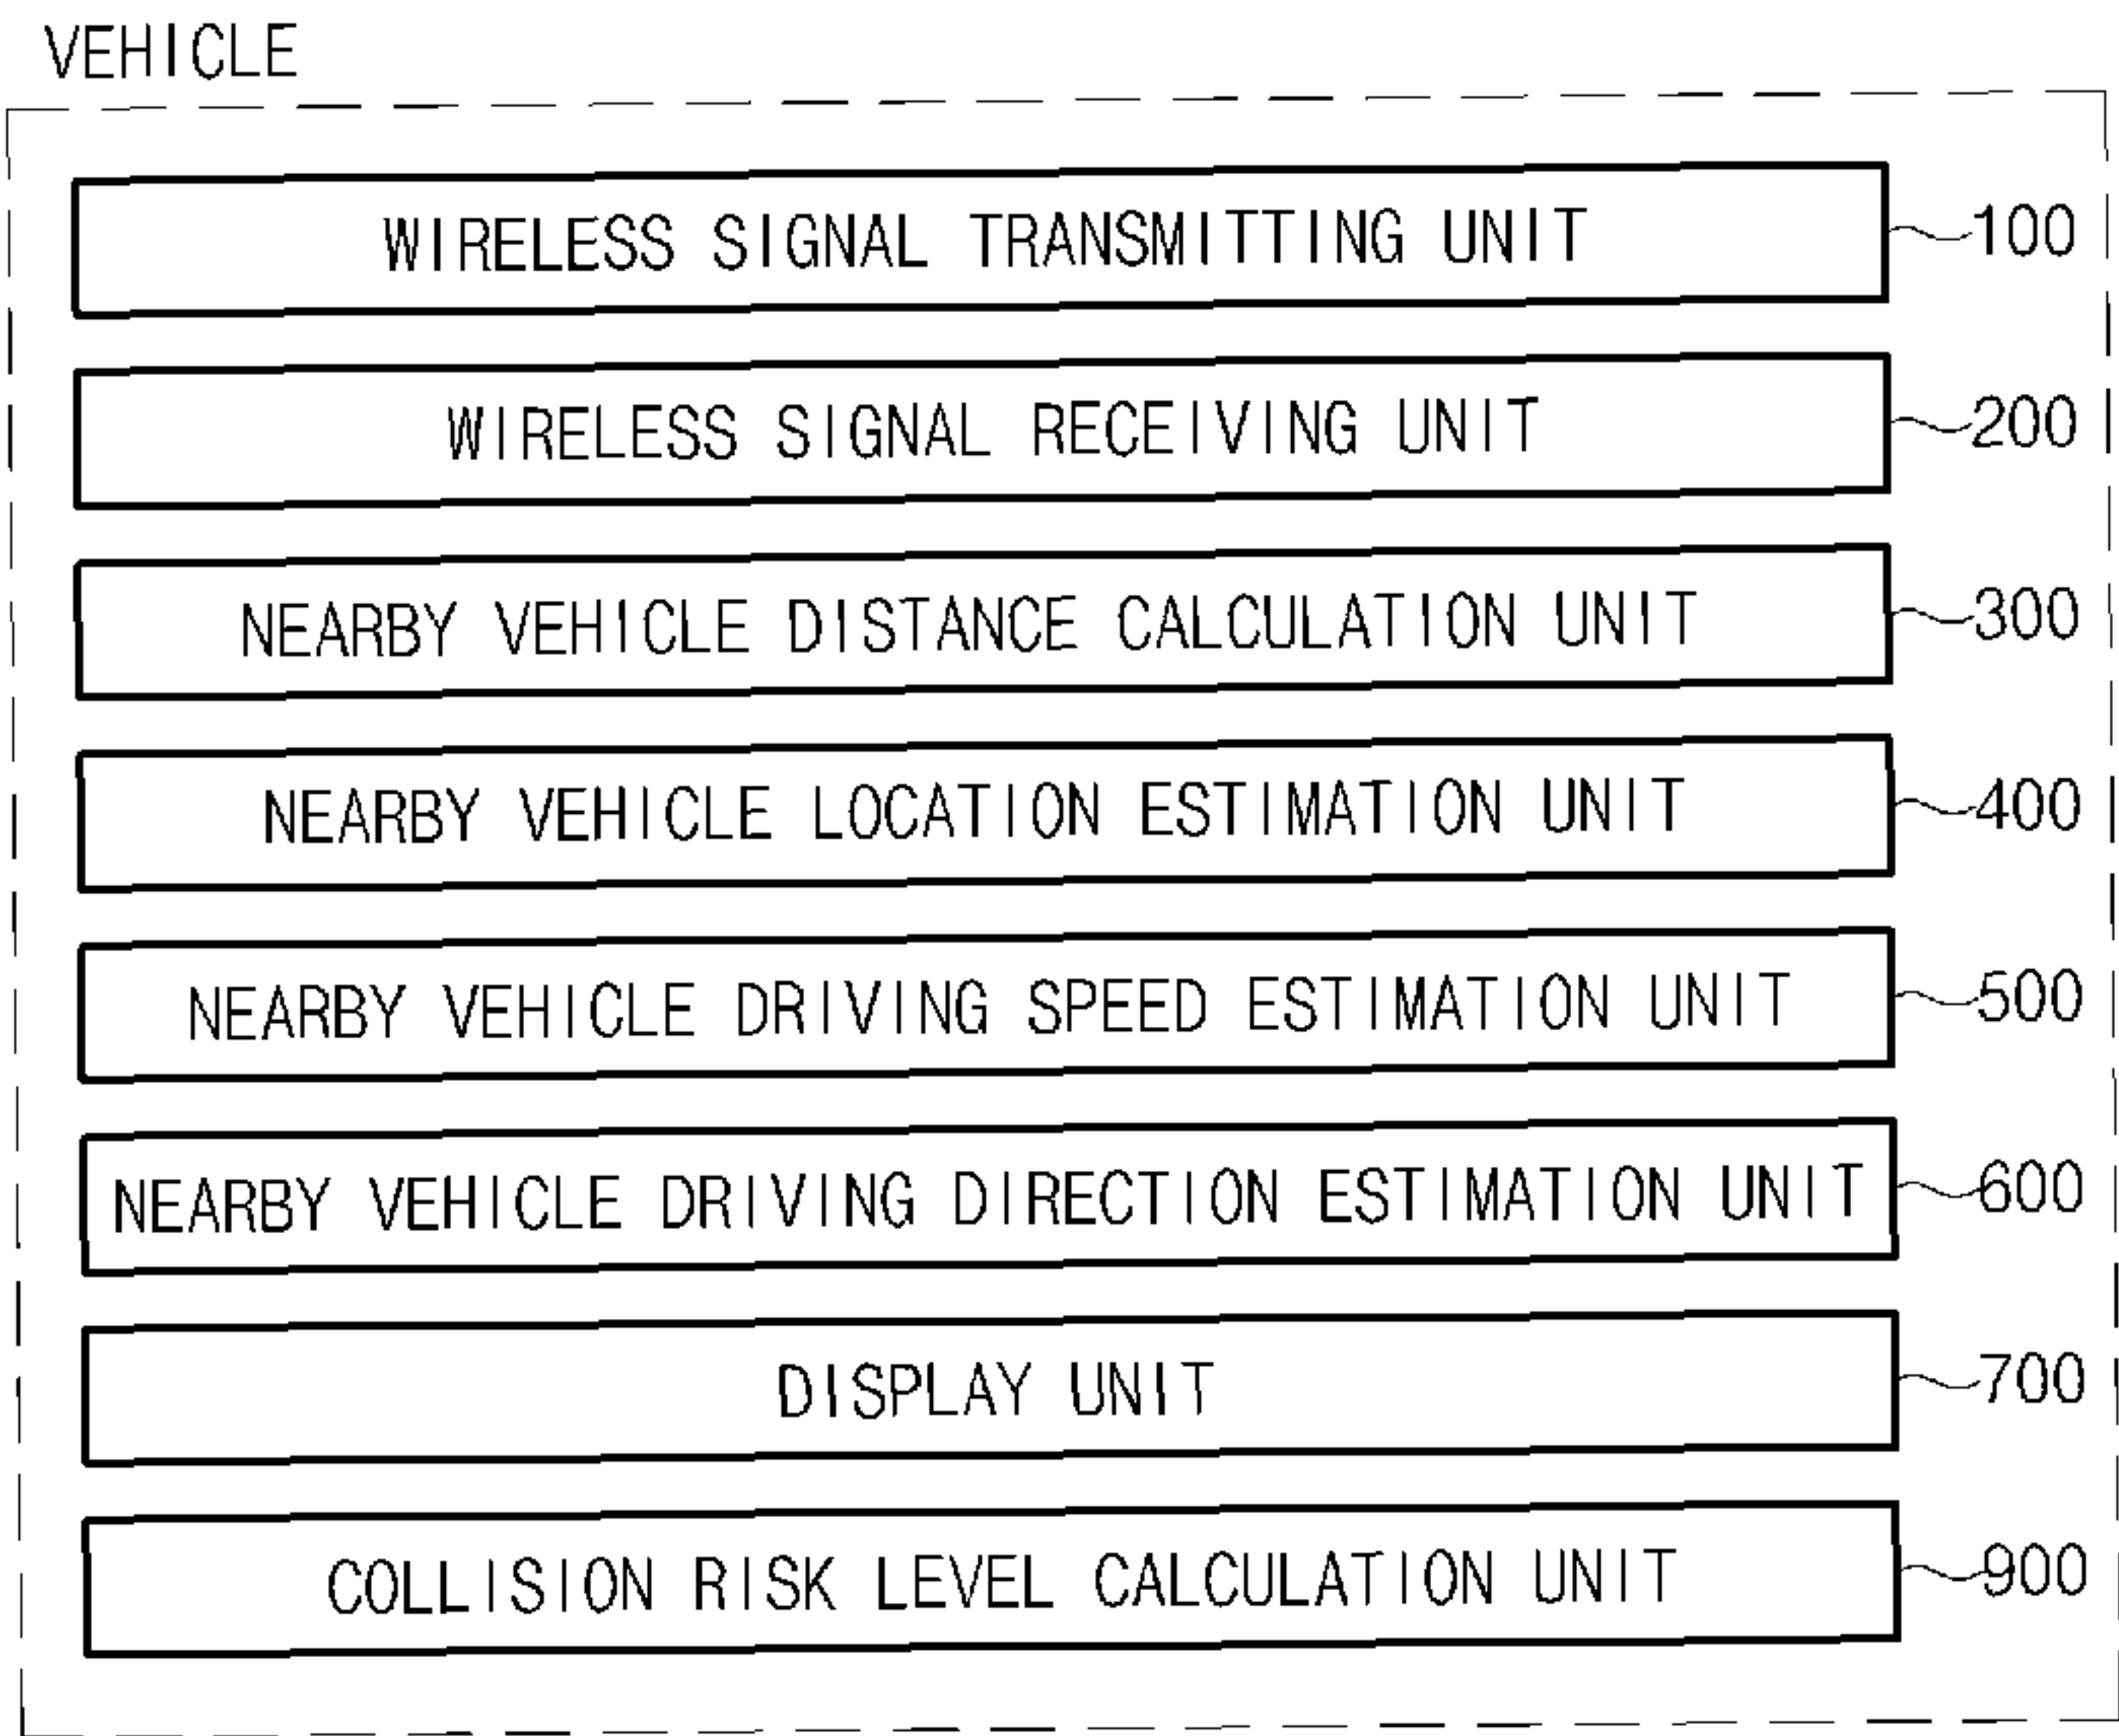 VEHICLE
WIRELESS SIGNAL TRANSMITTING UNIT 100
WIRELESS SIGNAL RECEIVING UNIT 200
NEARBY VEHICLE DISTANCE CALCULATION UNIT 300
NEARBY VEHICLE LOCATION ESTIMATION UNIT 400
NEARBY VEHICLE DRIVING SPEED ESTIMATION UNIT 500
NEARBY VEHICLE DRIVING DIRECTION ESTIMATION UNIT 600
DISPLAY UNIT 700
COLLISION RISK LEVEL CALCULATION UNIT 900